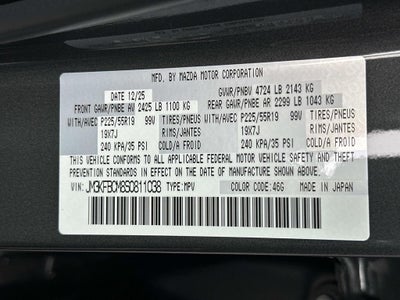 MFD. BY MAZDA MOTOR CORPORATION
DATE 12/25 GVWR/PNBV 4724 LB 2143 KG
FRONT GAWR/PNBE AV 2425 LB 1100 KG REAR GAWR/PNBE AR 2299 LB 1043 KG
WITH/AVEC P225/55R19 99V TIRES/PNEUS WITH/AVEC P225/55R19 99V TIRES/PNEUS
19X7J RIMS/JANTES 19X7J RIMS/JANTES
240 KPA/35 PSI COLD/A FROID 240 KPA/35 PSI COLD/A FROID
THIS VEHICLE CONFORMS TO ALL APPLICABLE FEDERAL MOTOR VEHICLE SAFETY AND THEFT
PREVENTION STANDARDS IN EFFECT ON THE DATE OF MANUFACTURE SHOWN ABOVE.
VIN: JM3KFBCM8S0811038 TYPE:MPV COLOR CODE:46G MADE IN JAPAN